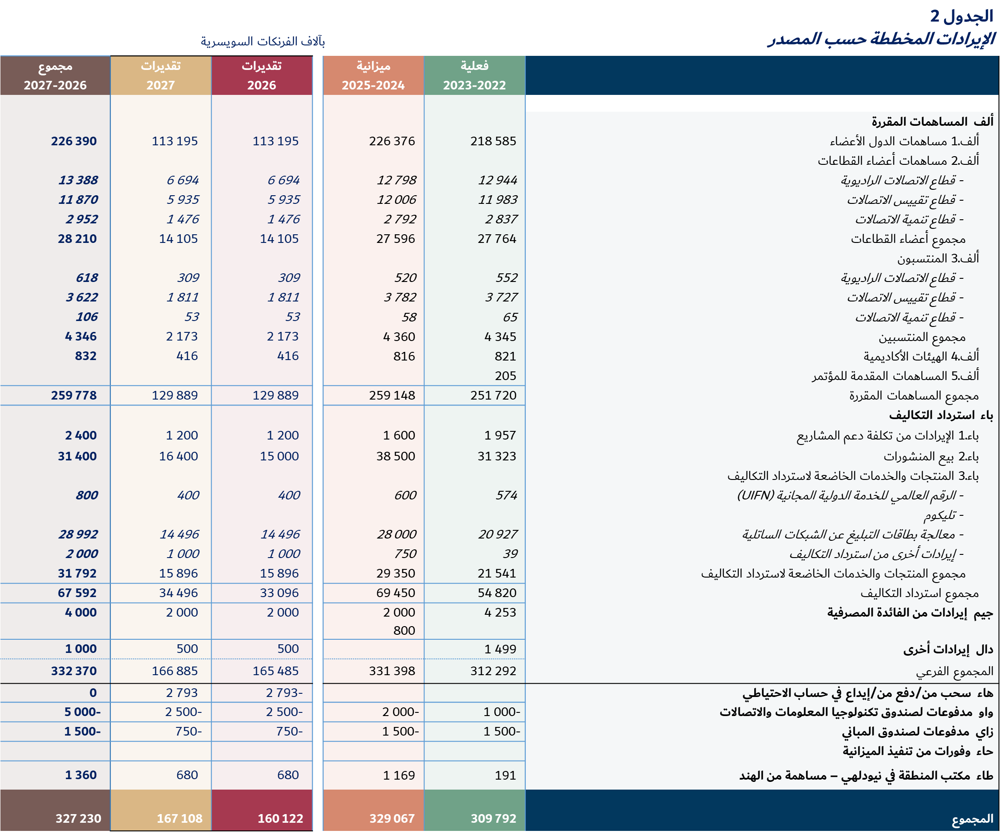 الجدول 2
الإيرادات المخططة حسب المصدر
بآلاف الفرنكات السويسرية
فعلية ميزانية تقديرات تقديرات مجموع
2023-2022 2025-2024 2026 2027 2027-2026
ألف المساهمات المقررة
ألف.1 مساهمات الدول الأعضاء 218 585 226 376 113 195 113 195 226 390
ألف.2 مساهمات أعضاء القطاعات
- قطاع الاتصالات الراديوية 12 944 12 798 6 694 6 694 13 388
- قطاع تقييس الاتصالات 11 983 12 006 5 935 5 935 11 870
- قطاع تنمية الاتصالات 2 837 2 792 1 476 1 476 2 952
مجموع أعضاء القطاعات 27 764 27 596 14 105 14 105 28 210
ألف.3 المنتسبون
- قطاع الاتصالات الراديوية 552 520 309 309 618
- قطاع تقييس الاتصالات 3 727 3 782 1 811 1 811 3 622
- قطاع تنمية الاتصالات 65 58 53 53 106
مجموع المنتسبين 4 345 4 360 2 173 2 173 4 346
ألف.4 الهيئات الأكاديمية 821 816 416 416 832
ألف.5 المساهمات المقدمة للمؤتمر 205
مجموع المساهمات المقررة 251 720 259 148 129 889 129 889 259 778
باء استرداد التكاليف
باء.1 الإيرادات من تكلفة دعم المشاريع 1 957 1 600 1 200 1 200 2 400
باء.2 بيع المنشورات 31 323 38 500 15 000 16 400 31 400
باء.3 المنتجات والخدمات الخاضعة لاسترداد التكاليف
- الرقم العالمي للخدمة الدولية المجانية (UIFN) 574 600 400 400 800
- تليكوم
- معالجة بطاقات التبليغ عن الشبكات الساتلية 20 927 28 000 14 496 14 496 28 992
- إيرادات أخرى من استرداد التكاليف 39 750 1 000 1 000 2 000
مجموع المنتجات والخدمات الخاضعة لاسترداد التكاليف 21 541 29 350 15 896 15 896 31 792
مجموع استرداد التكاليف 54 820 69 450 33 096 34 496 67 592
جيم إيرادات من الفائدة المصرفية 4 253 2 000 2 000 2 000 4 000
800
دال إيرادات أخرى 1 499 500 500 1 000
المجموع الفرعي 312 292 331 398 165 485 166 885 332 370
هاء سحب من/دفع من/إيداع في حساب الاحتياطي 2 793- 2 793 0
واو مدفوعات لصندوق تكنولوجيا المعلومات والاتصالات 1 000- 2 000- 2 500- 2 500- 5 000-
زاي مدفوعات لصندوق المباني 1 500- 1 500- 750- 750- 1 500-
حاء وفورات من تنفيذ الميزانية
طاء مكتب المنطقة في نيودلهي – مساهمة من الهند 191 1 169 680 680 1 360
المجموع 309 792 329 067 160 122 167 108 327 230